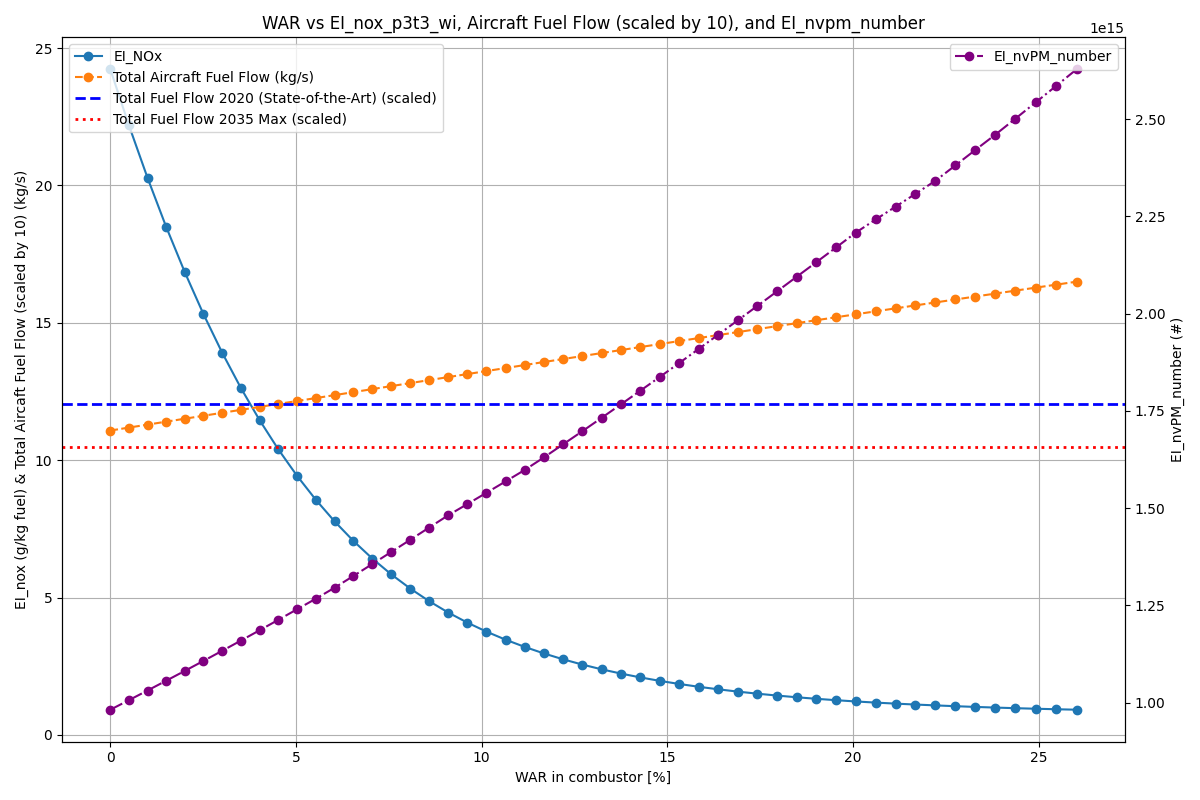 WAR vs EI_nox_p3t3_wi, Aircraft Fuel Flow (scaled by 10), and EI_nvpm_number
1e15
EI_NOx
Total Aircraft Fuel Flow (kg/s)
Total Fuel Flow 2020 (State-of-the-Art) (scaled)
Total Fuel Flow 2035 Max (scaled)
EI_nvPM_number
EI_nox (g/kg fuel) & Total Aircaft Fuel Flow (scaled by 10) (kg/s)
25
20
15
10
5
0
2.50
2.25
2.00
1.75
1.50
1.25
1.00
EI_nvPM_number (#)
0 5 10 15 20 25
WAR in combustor [%]